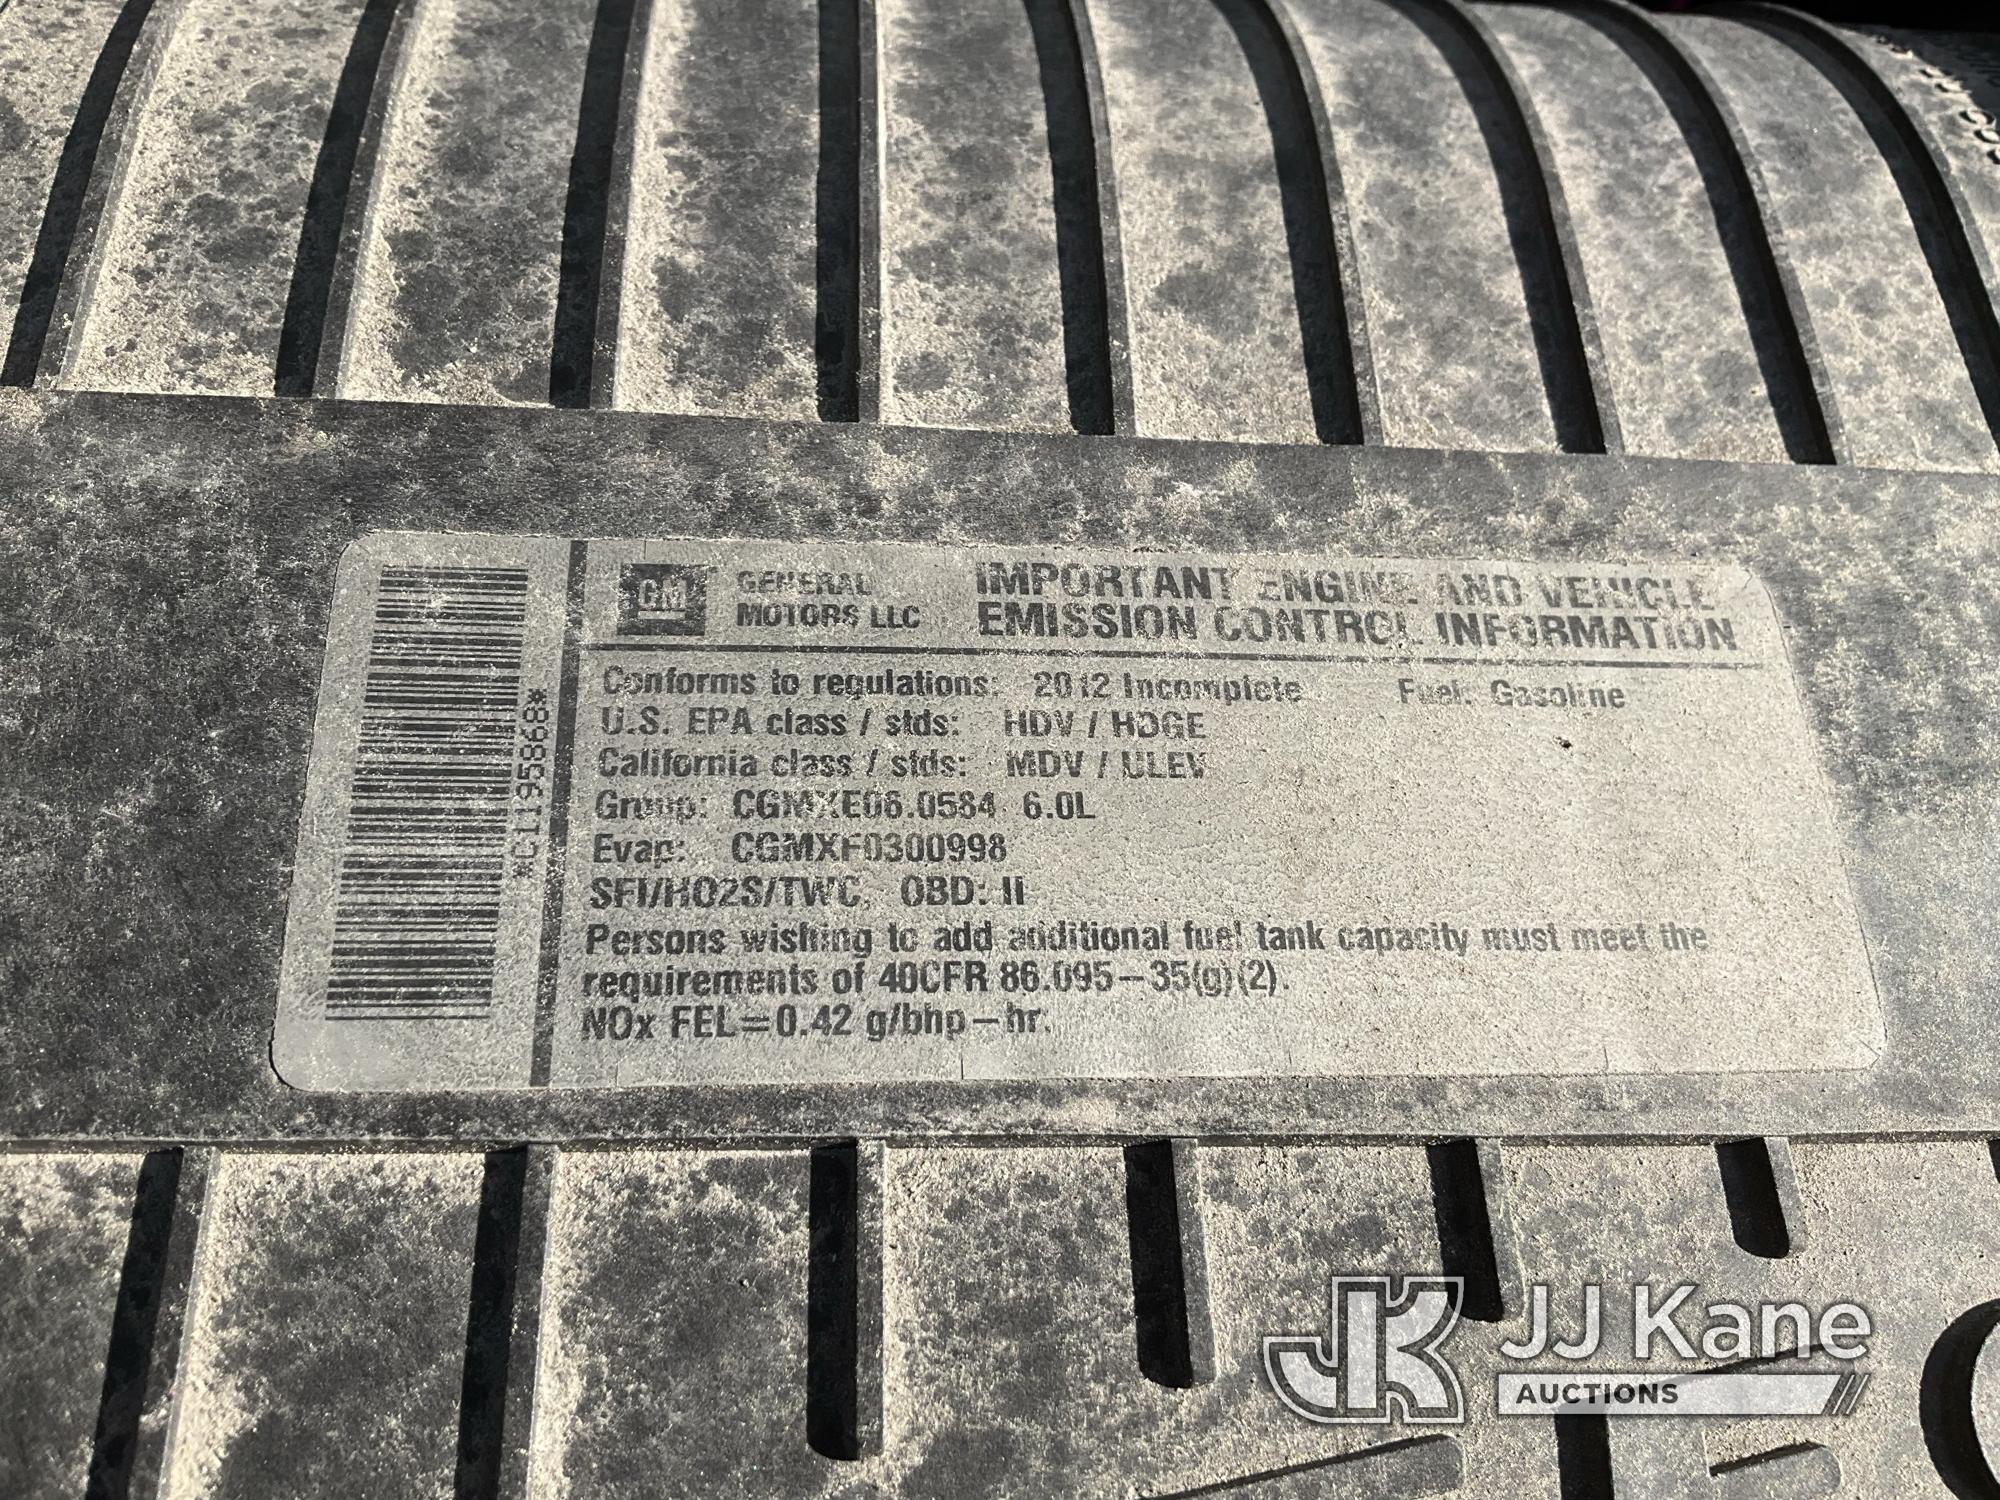 GM GENERAL MOTORS LLC
IMPORTANT ENGINE AND VEHICLE
EMISSION CONTROL INFORMATION
Conforms to regulations: 2012 Incomplete Fuel: Gasoline
U.S. EPA class / stds: HDV / HDGE
California class / stds: MDV / ULEV
Group: CGMXE06.0584 6.0L
Evap: CGMXF0300998
SFI/HO2S/TWC, OBD: II
Persons wishing to add additional fuel tank capacity must meet the
requirements of 40CFR 86.095-35(g)(2).
NOx FEL=0.42 g/bhp-hr.
*C1195868*
JK JJ Kane
AUCTIONS